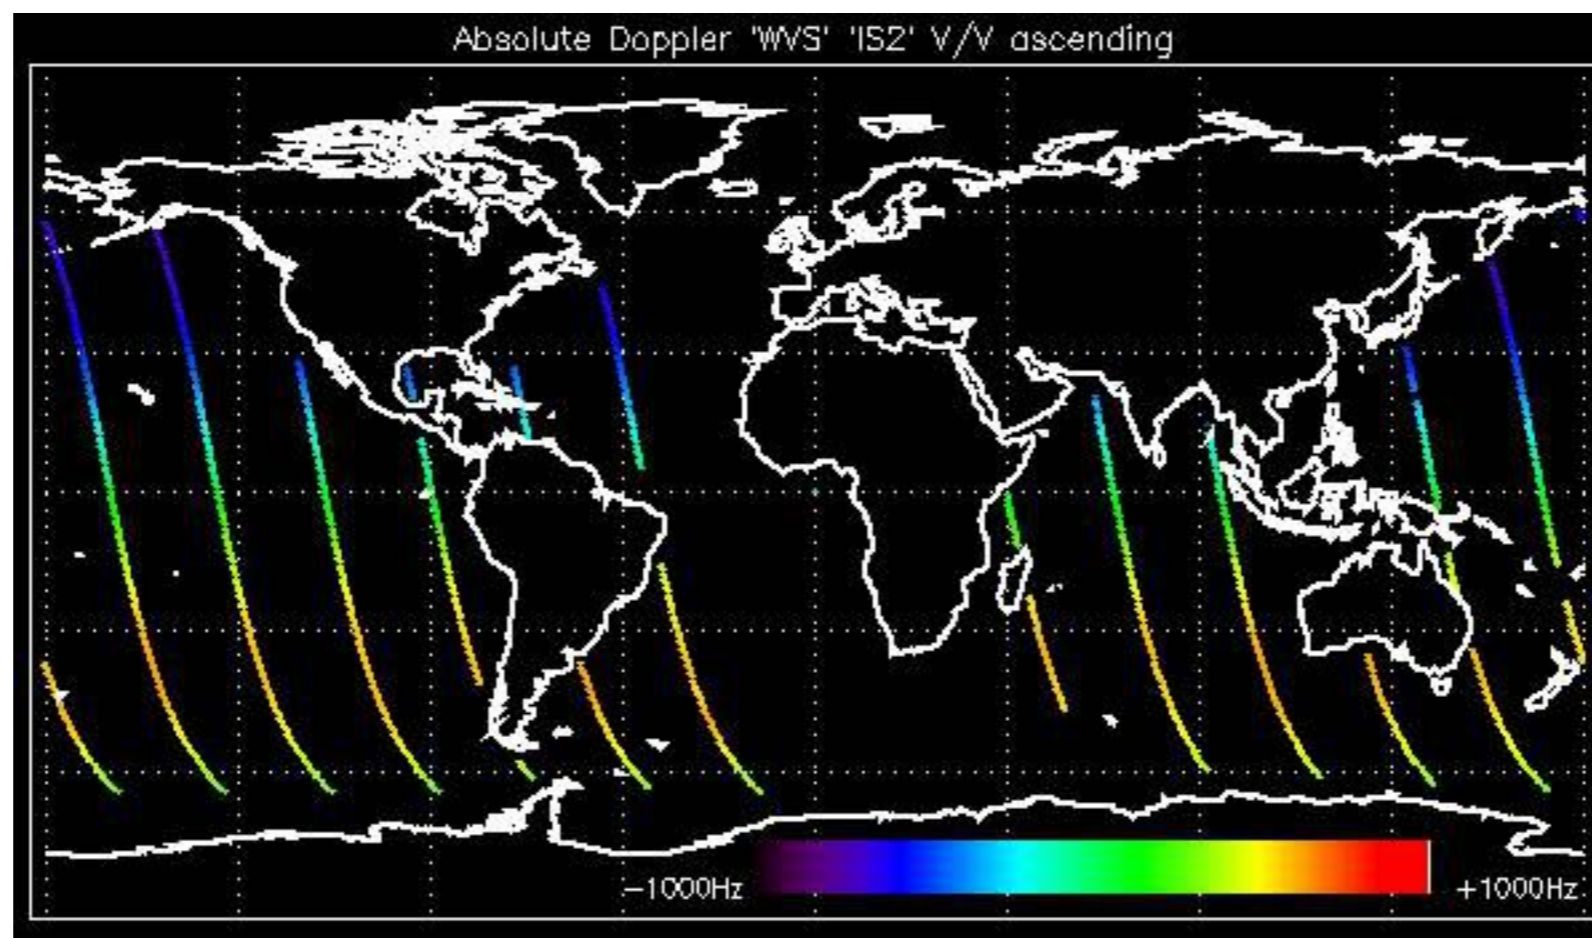 Absolute Doppler 'WVS' 'IS2' V/V ascending
−1000Hz +1000Hz